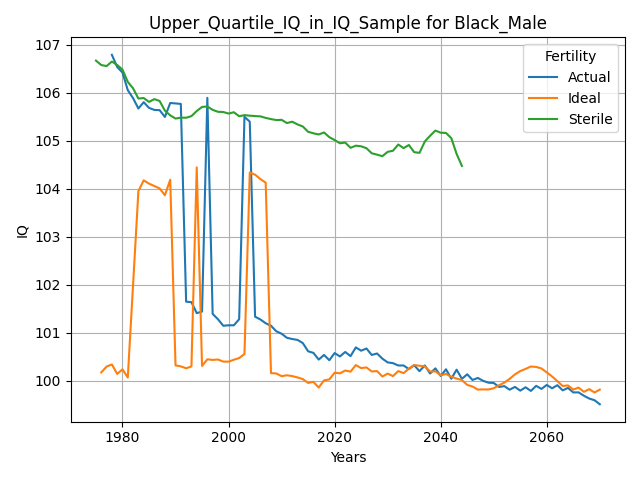 Upper_Quartile_IQ_in_IQ_Sample for Black_Male
107
106
105
104
103
102
101
100
IQ
1980
2000
2020
2040
2060
Years
Fertility
Actual
Ideal
Sterile